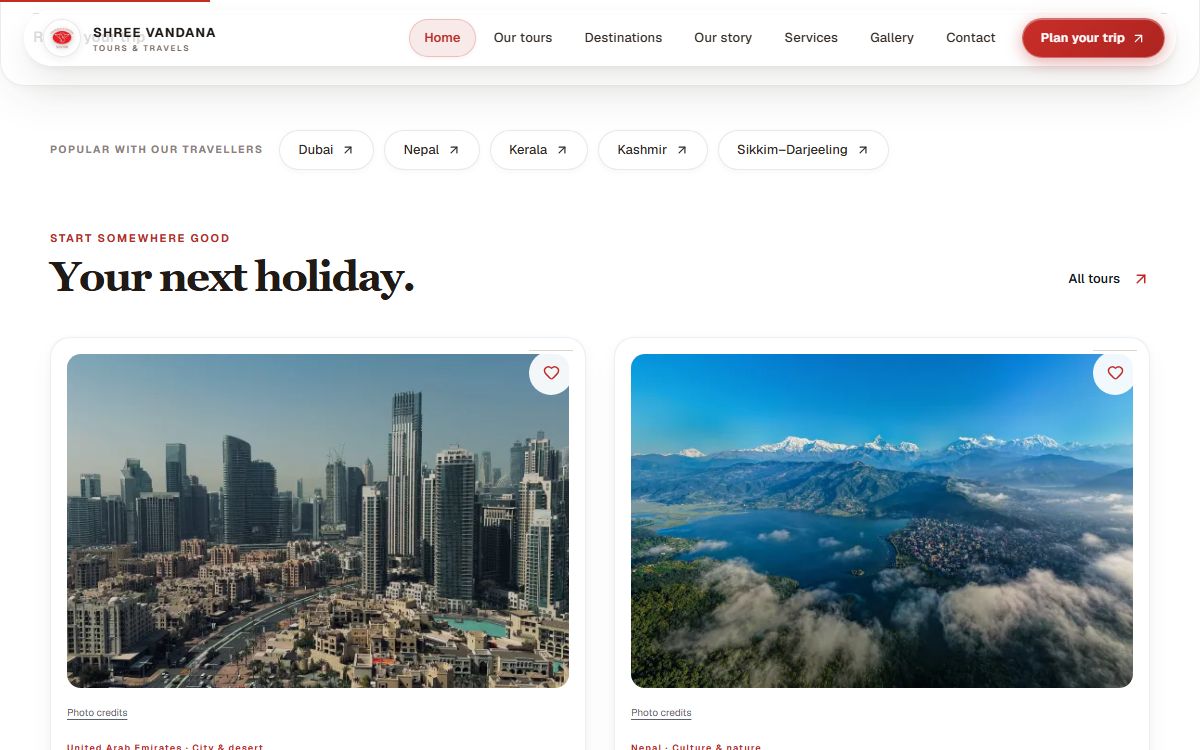 SHREE VANDANA
TOURS & TRAVELS
Home
Our tours
Destinations
Our story
Services
Gallery
Contact
Plan your trip
POPULAR WITH OUR TRAVELLERS
Dubai
Nepal
Kerala
Kashmir
Sikkim–Darjeeling
START SOMEWHERE GOOD
Your next holiday.
All tours
Photo credits
Photo credits
United Arab Emirates · City & desert
Nepal · Culture & nature